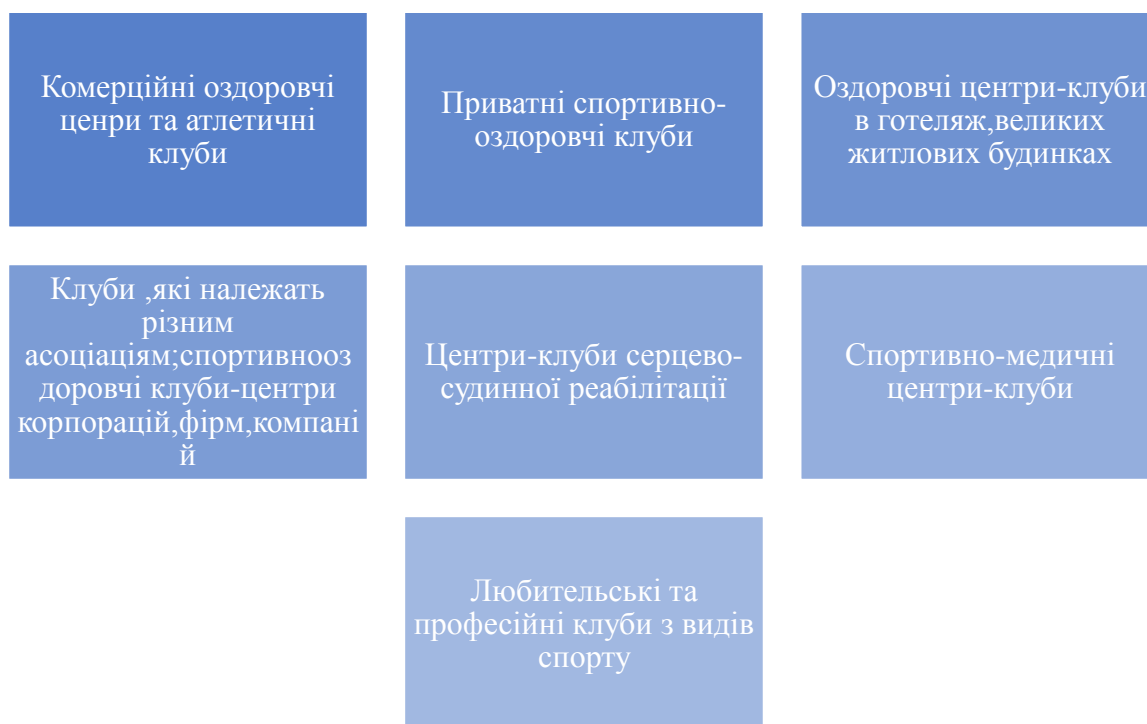 Комерційні оздоровчі
ценри та атлетичні
клуби
Приватні спортивно-
оздоровчі клуби
Оздоровчі центри-клуби
в готеляж,великих
житлових будинках
Клуби ,які належать
різним
асоціаціям;спортивнооз
доровчі клуби-центри
корпорацій,фірм,компані
й
Центри-клуби серцево-
судинної реабілітації
Спортивно-медичні
центри-клуби
Любительські та
професійні клуби з видів
спорту